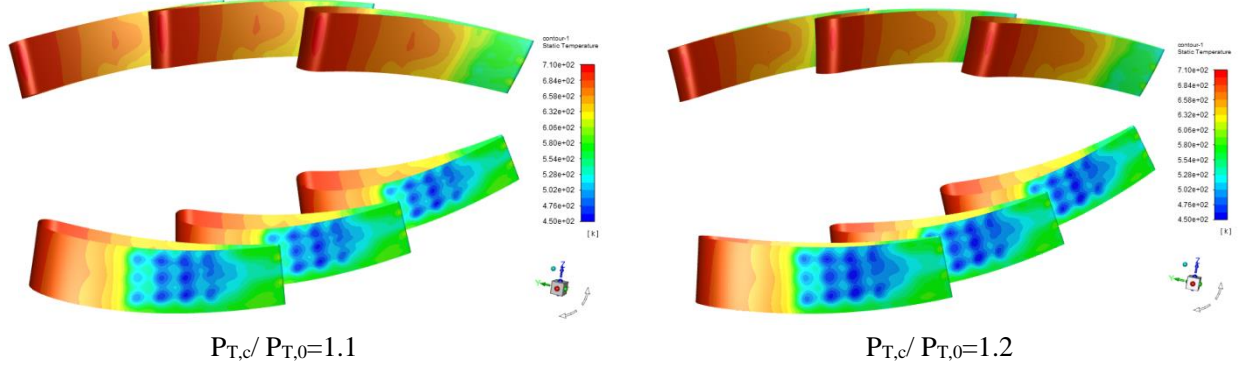 contour-1
Static Temperature
7.10e+02
6.84e+02
6.58e+02
6.32e+02
6.06e+02
5.80e+02
5.54e+02
5.28e+02
5.02e+02
4.76e+02
4.50e+02
[ k ]
Z
Y
P_T,c/ P_T,0=1.1
contour-1
Static Temperature
7.10e+02
6.84e+02
6.58e+02
6.32e+02
6.06e+02
5.80e+02
5.54e+02
5.28e+02
5.02e+02
4.76e+02
4.50e+02
[ k ]
Z
Y
P_T,c/ P_T,0=1.2